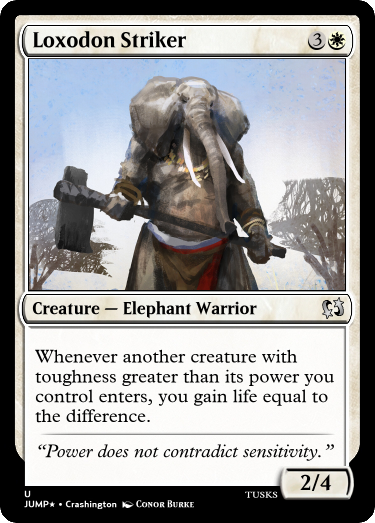 Loxodon Striker 3
Creature — Elephant Warrior
Whenever another creature with
toughness greater than its power you
control enters, you gain life equal to
the difference.
“Power does not contradict sensitivity.”
2/4
U
JUMP★ • Crashington Conor Burke
TUSKS